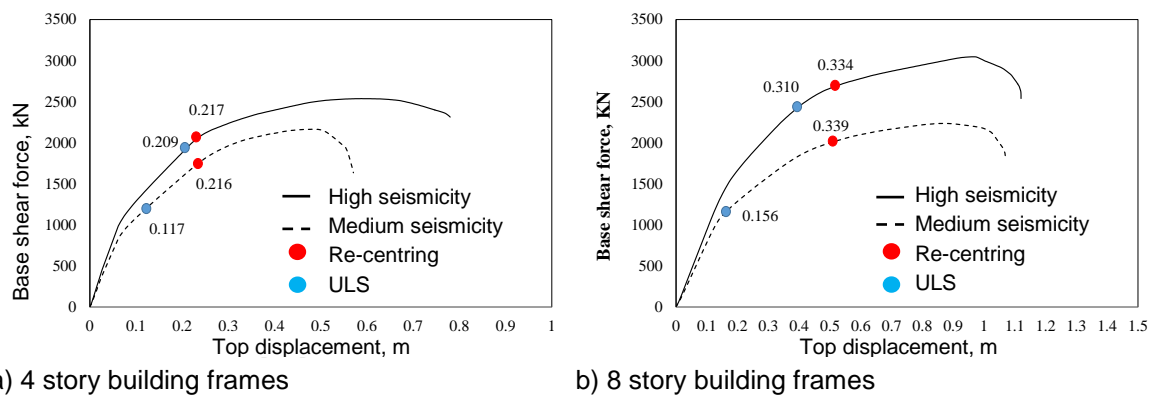 3500
3000
2500
2000
1500
1000
500
0
Base shear force, kN
0.217
0.209
0.216
0.117
High seismicity
Medium seismicity
Re-centring
ULS
0 0.1 0.2 0.3 0.4 0.5 0.6 0.7 0.8 0.9 1
Top displacement, m
a) 4 story building frames
3500
3000
2500
2000
1500
1000
500
0
Base shear force, KN
0.334
0.310
0.339
0.156
High seismicity
Medium seismicity
Re-centring
ULS
0 0.1 0.2 0.3 0.4 0.5 0.6 0.7 0.8 0.9 1 1.1 1.2 1.3 1.4 1.5
Top displacement, m
b) 8 story building frames